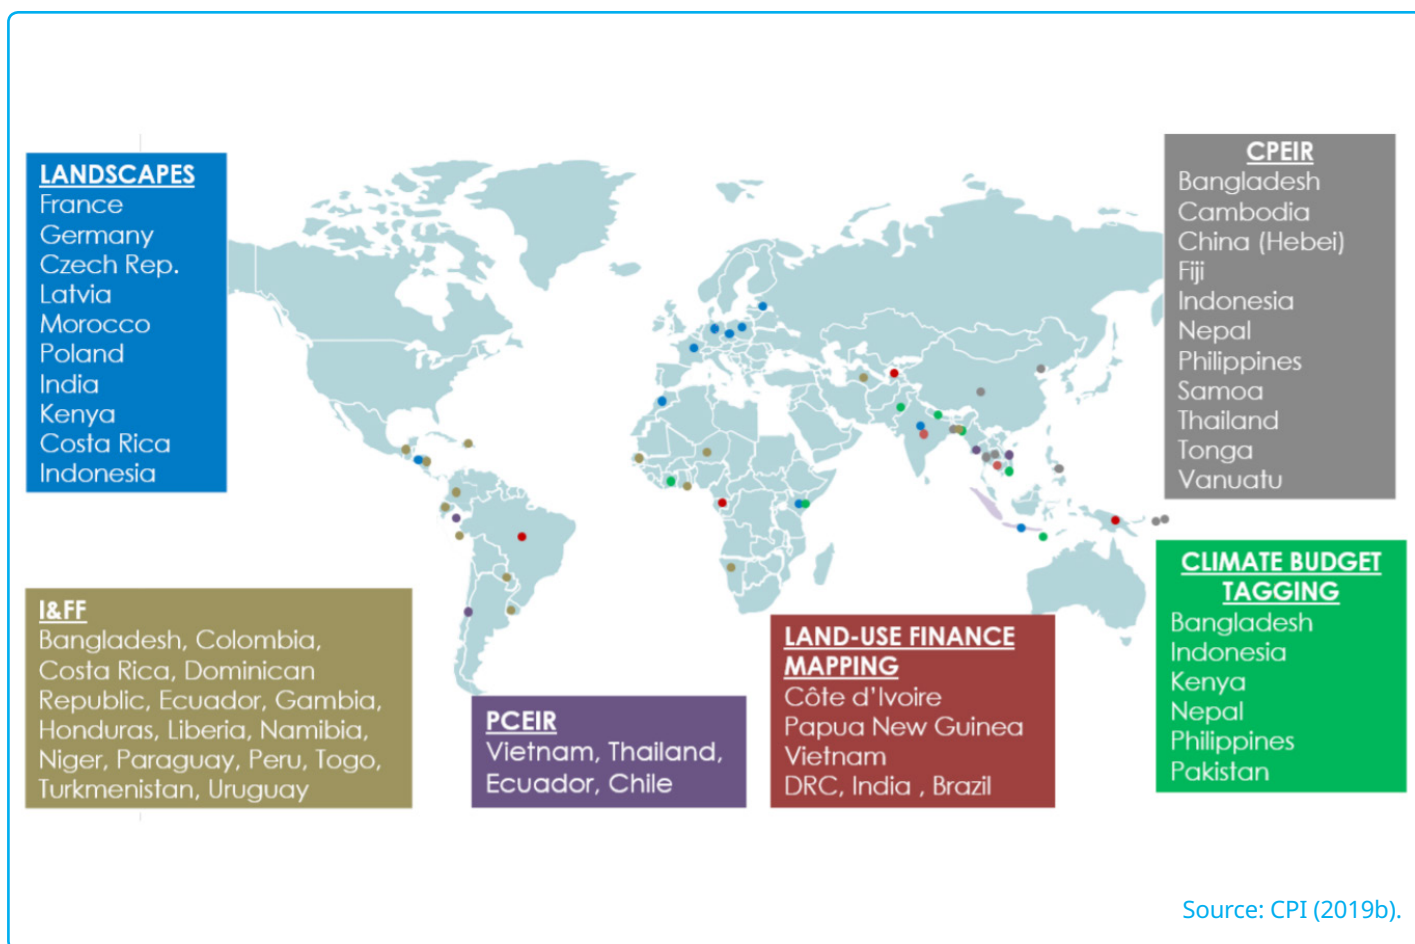 LANDSCAPES
France
Germany
Czech Rep.
Latvia
Morocco
Poland
India
Kenya
Costa Rica
Indonesia
CPEIR
Bangladesh
Cambodia
China (Hebei)
Fiji
Indonesia
Nepal
Philippines
Samoa
Thailand
Tonga
Vanuatu
I&FF
Bangladesh, Colombia,
Costa Rica, Dominican
Republic, Ecuador, Gambia,
Honduras, Liberia, Namibia,
Niger, Paraguay, Peru, Togo,
Turkmenistan, Uruguay
PCEIR
Vietnam, Thailand,
Ecuador, Chile
LAND-USE FINANCE
MAPPING
Côte d'Ivoire
Papua New Guinea
Vietnam
DRC, India , Brazil
CLIMATE BUDGET
TAGGING
Bangladesh
Indonesia
Kenya
Nepal
Philippines
Pakistan
Source: CPI (2019b).